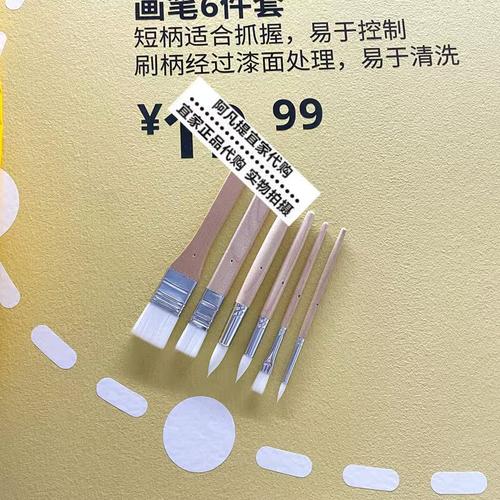 画笔6件套
短柄适合抓握，易于控制
刷柄经过漆面处理，易于清洗
¥1 99
阿凡提宜家代购
宜家正品代购 实物拍摄